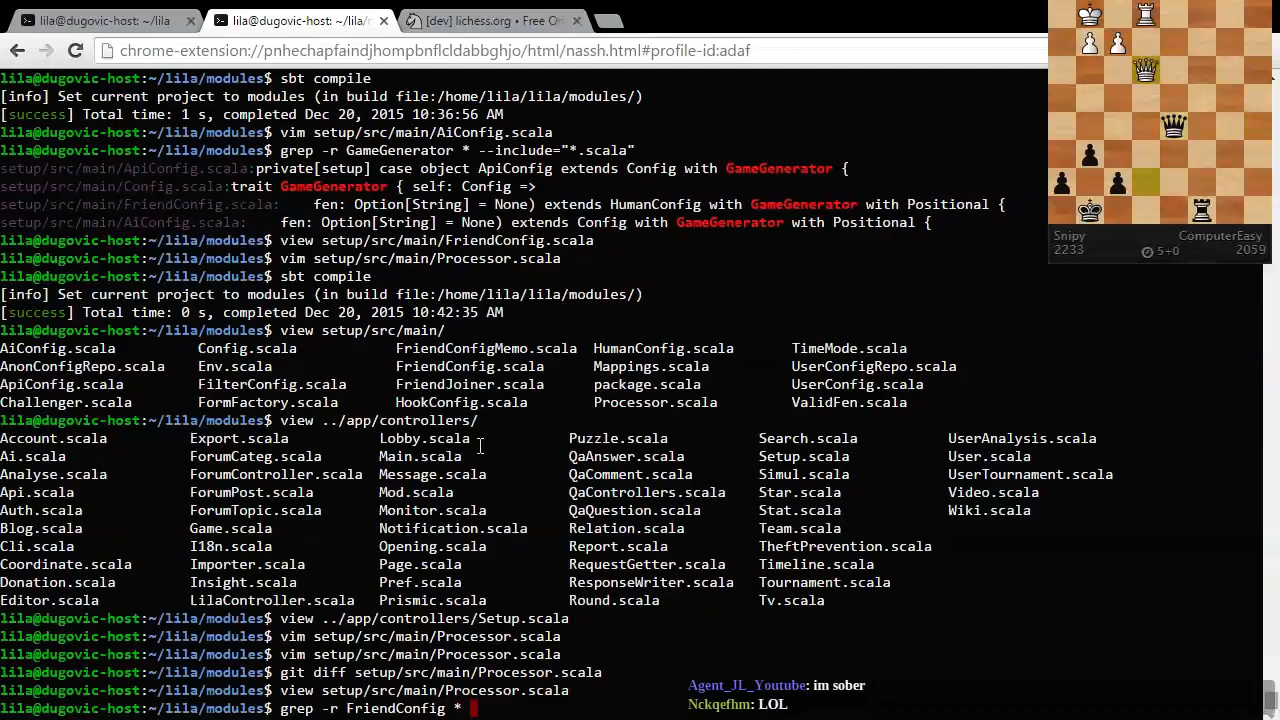 lila@dugovic-host: ~/lila
lila@dugovic-host: ~/lila/m
[dev] lichess.org • Free On
chrome-extension://pnhechapfaindjhompbnflcldabbghjo/html/nassh.html#profile-id:adaf
lila@dugovic-host:~/lila/modules$ sbt compile
[info] Set current project to modules (in build file:/home/lila/lila/modules/)
[success] Total time: 1 s, completed Dec 20, 2015 10:36:56 AM
lila@dugovic-host:~/lila/modules$ vim setup/src/main/AiConfig.scala
lila@dugovic-host:~/lila/modules$ grep -r GameGenerator * --include="*.scala"
setup/src/main/ApiConfig.scala:private[setup] case object ApiConfig extends Config with GameGenerator {
setup/src/main/Config.scala:trait GameGenerator { self: Config =>
setup/src/main/FriendConfig.scala:    fen: Option[String] = None) extends HumanConfig with GameGenerator with Positional {
setup/src/main/AiConfig.scala:    fen: Option[String] = None) extends Config with GameGenerator with Positional {
lila@dugovic-host:~/lila/modules$ view setup/src/main/FriendConfig.scala
lila@dugovic-host:~/lila/modules$ vim setup/src/main/Processor.scala
lila@dugovic-host:~/lila/modules$ sbt compile
[info] Set current project to modules (in build file:/home/lila/lila/modules/)
[success] Total time: 0 s, completed Dec 20, 2015 10:42:35 AM
lila@dugovic-host:~/lila/modules$ view setup/src/main/
AiConfig.scala Config.scala FriendConfigMemo.scala HumanConfig.scala TimeMode.scala
AnonConfigRepo.scala Env.scala FriendConfig.scala Mappings.scala UserConfigRepo.scala
ApiConfig.scala FilterConfig.scala FriendJoiner.scala package.scala UserConfig.scala
Challenger.scala FormFactory.scala HookConfig.scala Processor.scala ValidFen.scala
lila@dugovic-host:~/lila/modules$ view ../app/controllers/
Account.scala Export.scala Lobby.scala Puzzle.scala Search.scala UserAnalysis.scala
Ai.scala ForumCateg.scala Main.scala QaAnswer.scala Setup.scala User.scala
Analyse.scala ForumController.scala Message.scala QaComment.scala Simul.scala UserTournament.scala
Api.scala ForumPost.scala Mod.scala QaControllers.scala Star.scala Video.scala
Auth.scala ForumTopic.scala Monitor.scala QaQuestion.scala Stat.scala Wiki.scala
Blog.scala Game.scala Notification.scala Relation.scala Team.scala
Cli.scala I18n.scala Opening.scala Report.scala TheftPrevention.scala
Coordinate.scala Importer.scala Page.scala RequestGetter.scala Timeline.scala
Donation.scala Insight.scala Pref.scala ResponseWriter.scala Tournament.scala
Editor.scala LilaController.scala Prismic.scala Round.scala Tv.scala
lila@dugovic-host:~/lila/modules$ view ../app/controllers/Setup.scala
lila@dugovic-host:~/lila/modules$ vim setup/src/main/Processor.scala
lila@dugovic-host:~/lila/modules$ vim setup/src/main/Processor.scala
lila@dugovic-host:~/lila/modules$ git diff setup/src/main/Processor.scala
lila@dugovic-host:~/lila/modules$ view setup/src/main/Processor.scala
lila@dugovic-host:~/lila/modules$ grep -r FriendConfig *
Snipy ComputerEasy
2233 5+0 2059
Agent_JL_Youtube: im sober
Nckqefhm: LOL